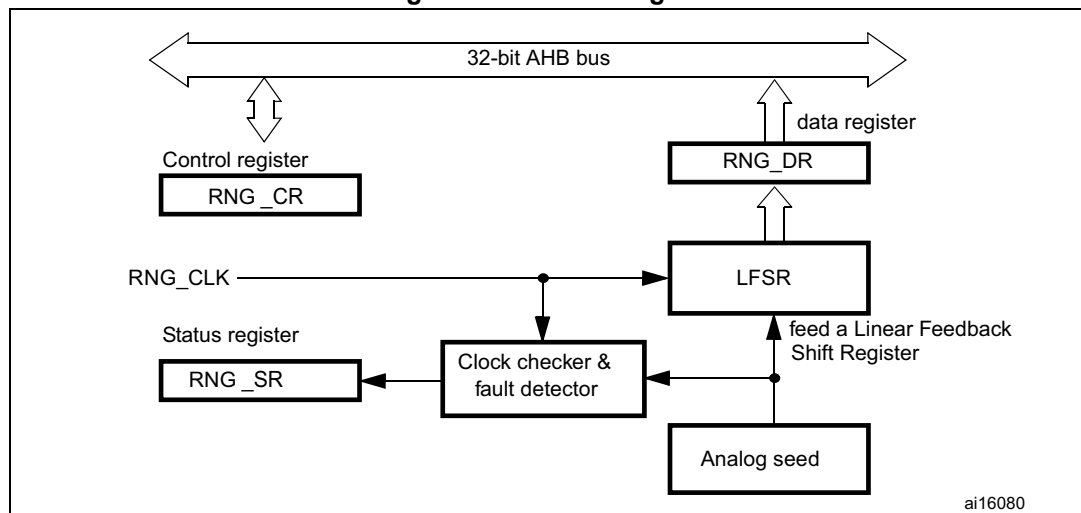 32-bit AHB bus
data register
Control register
RNG_DR
RNG _CR
RNG_CLK
LFSR
feed a Linear Feedback
Shift Register
Status register
Clock checker &
fault detector
RNG _SR
Analog seed
ai16080